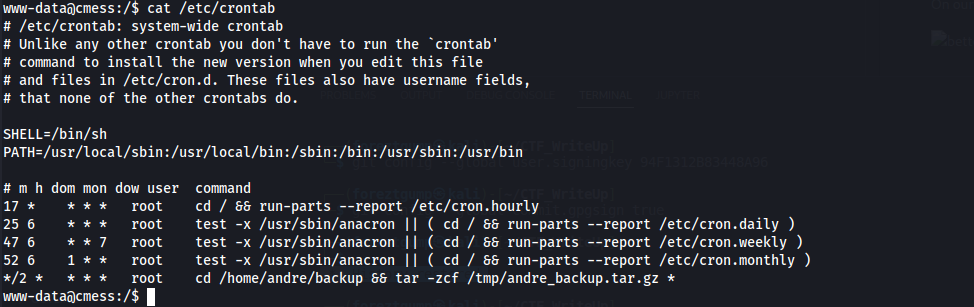 www-data@cmess:/$ cat /etc/crontab
# /etc/crontab: system-wide crontab
# Unlike any other crontab you don't have to run the `crontab'
# command to install the new version when you edit this file
# and files in /etc/cron.d. These files also have username fields,
# that none of the other crontabs do.
SHELL=/bin/sh
PATH=/usr/local/sbin:/usr/local/bin:/sbin:/bin:/usr/sbin:/usr/bin
# m h dom mon dow user  command
17 *    * * *   root    cd / && run-parts --report /etc/cron.hourly
25 6    * * *   root    test -x /usr/sbin/anacron || ( cd / && run-parts --report /etc/cron.daily )
47 6    * * 7   root    test -x /usr/sbin/anacron || ( cd / && run-parts --report /etc/cron.weekly )
52 6    1 * *   root    test -x /usr/sbin/anacron || ( cd / && run-parts --report /etc/cron.monthly )
*/2 *   * * *   root    cd /home/andre/backup && tar -zcf /tmp/andre_backup.tar.gz *
www-data@cmess:/$
TERMINAL